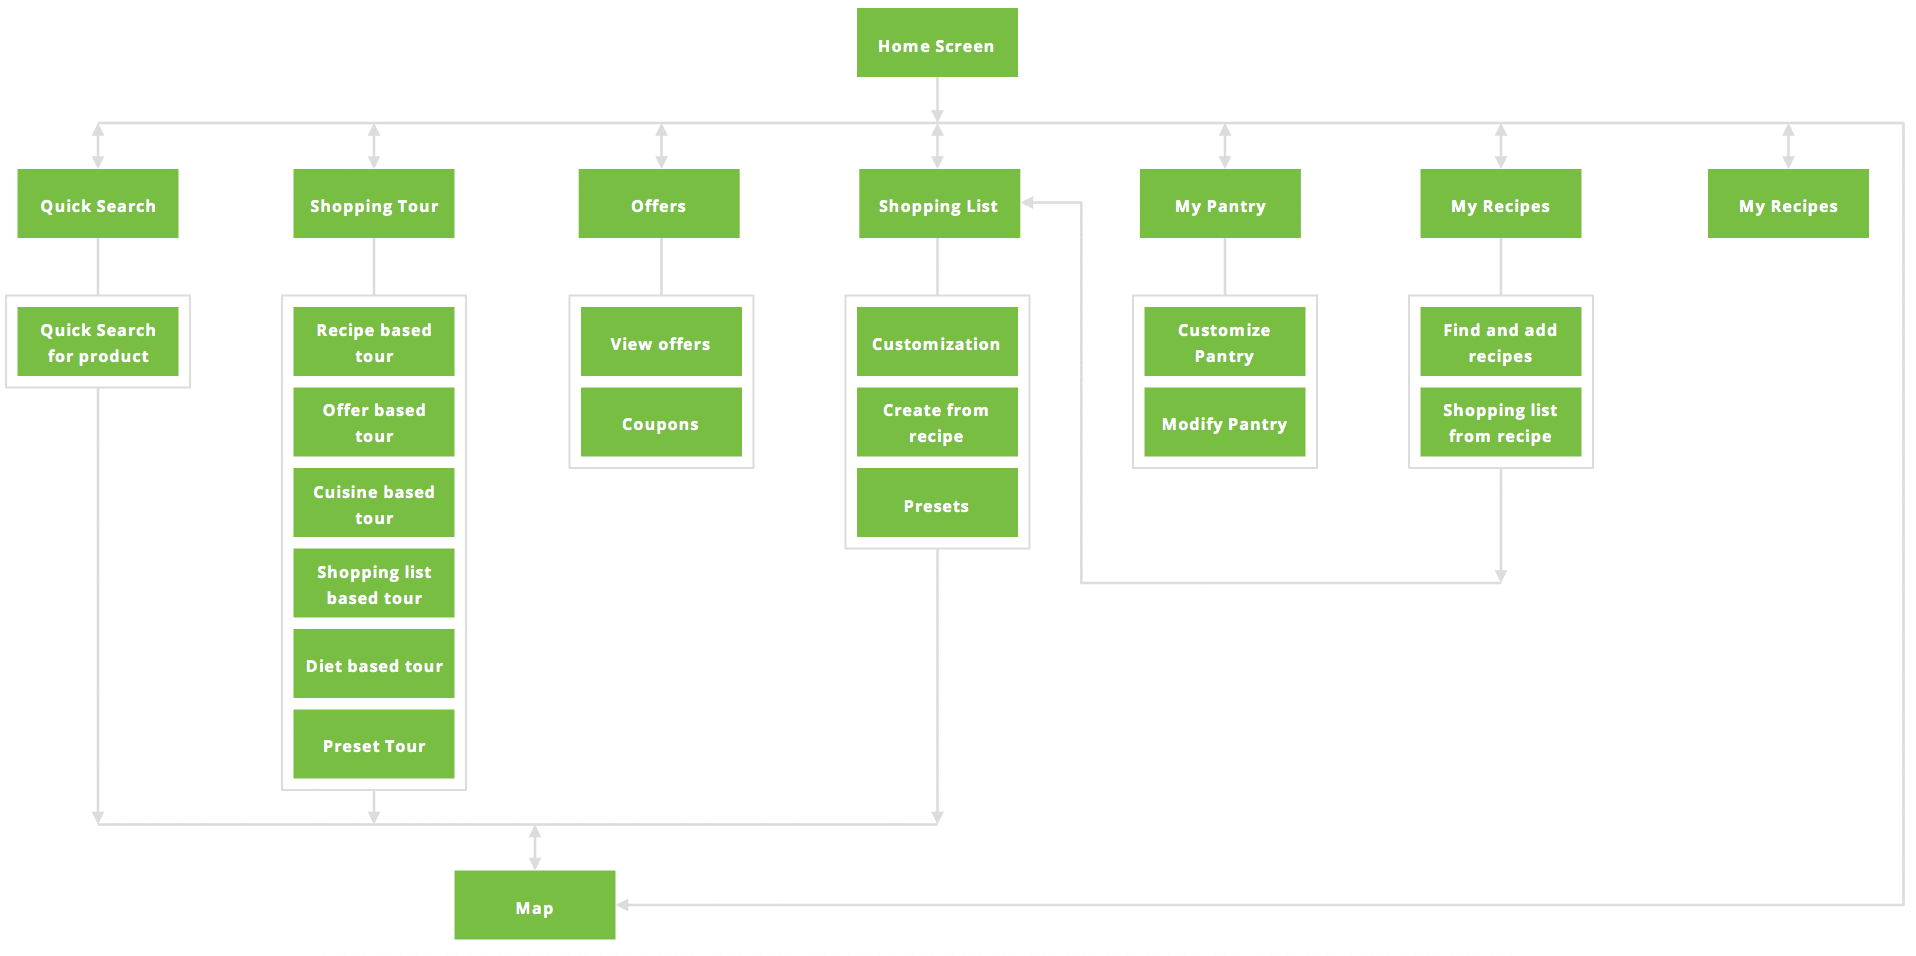 Home Screen
Quick Search
Shopping Tour
Offers
Shopping List
My Pantry
My Recipes
My Recipes
Quick Search
for product
Recipe based
tour
Offer based
tour
Cuisine based
tour
Shopping list
based tour
Diet based tour
Preset Tour
View offers
Coupons
Customization
Create from
recipe
Presets
Customize
Pantry
Modify Pantry
Find and add
recipes
Shopping list
from recipe
Map